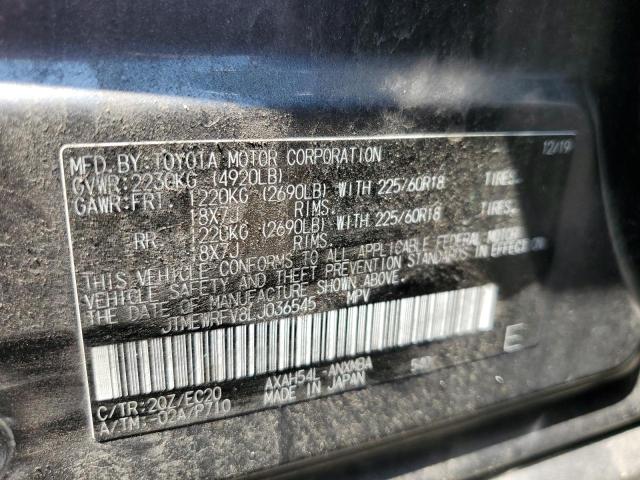 MFD. BY: TOYOTA MOTOR CORPORATION 12/19
GVWR: 2230KG (4920LB)
GAWR: FRT. 1220KG (2690LB) WITH 225/60R18 TIRES.
18X7J RIMS.
RR. 1220KG (2690LB) WITH 225/60R18 TIRES.
18X7J RIMS.
THIS VEHICLE CONFORMS TO ALL APPLICABLE FEDERAL MOTOR
VEHICLE SAFETY AND THEFT PREVENTION STANDARDS IN EFFECT ON
THE DATE OF MANUFACTURE SHOWN ABOVE.
JTMEWRFV8LJ036545 MPV
C/TR: 207/EC20 AXAH54L-ANXMBA
A/TM: -02A/P710 MADE IN JAPAN
E